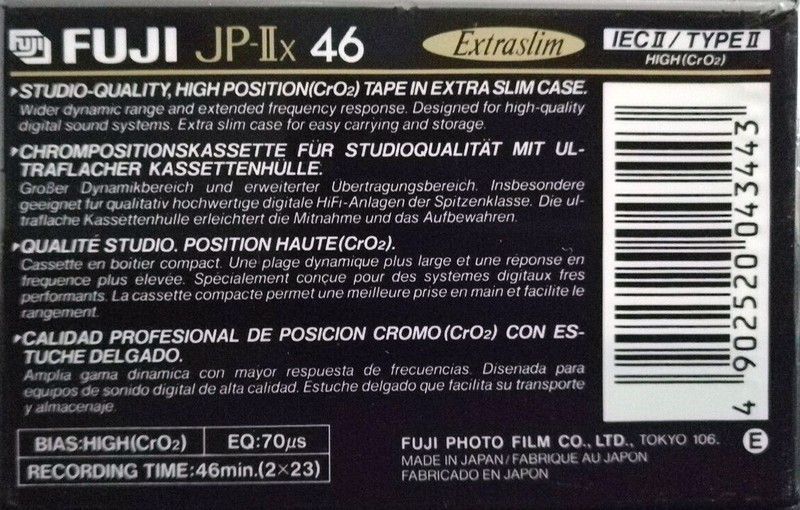 FUJI FUJI JP-IIx 46 Extraslim IEC II / TYPE II
HIGH (CrO2)
▸STUDIO-QUALITY, HIGH POSITION(CrO2) TAPE IN EXTRA SLIM CASE.
Wider dynamic range and extended frequency response. Designed for high-quality
digital sound systems. Extra slim case for easy carrying and storage.
▸CHROMPOSITIONSKASSETTE FÜR STUDIOQUALITÄT MIT UL-
TRAFLACHER KASSETTENHÜLLE.
Großer Dynamikbereich und erweiterter Übertragungsbereich. Insbesondere
geeignet fur qualitativ hochwertige digitale HiFi-Anlagen der Spitzenklasse. Die ul-
traflache Kassettenhulle erleichtert die Mitnahme und das Aufbewahren.
▸QUALITÉ STUDIO. POSITION HAUTE(CrO2).
Cassette en boitier compact. Une plage dynamique plus large et une réponse en
frequence plus elevée. Spécialement conçue pour des systèmes digitaux fres
performants. La cassette compacte permet une meilleure prise en main et facilite le
rangement.
▸CALIDAD PROFESIONAL DE POSICION CROMO (CrO2) CON ES-
TUCHE DELGADO.
Amplia gama dinamica con mayor respuesta de frecuencias. Disenada para
equipos de sonido digital de alta calidad. Estuche delgado que facilita su transporte
y almacenaje.
4 902520 043443
BIAS:HIGH(CrO2) EQ:70µs
RECORDING TIME:46min.(2×23)
FUJI PHOTO FILM CO., LTD., TOKYO 106. E
MADE IN JAPAN / FABRIQUE AU JAPON
FABRICADO EN JAPON